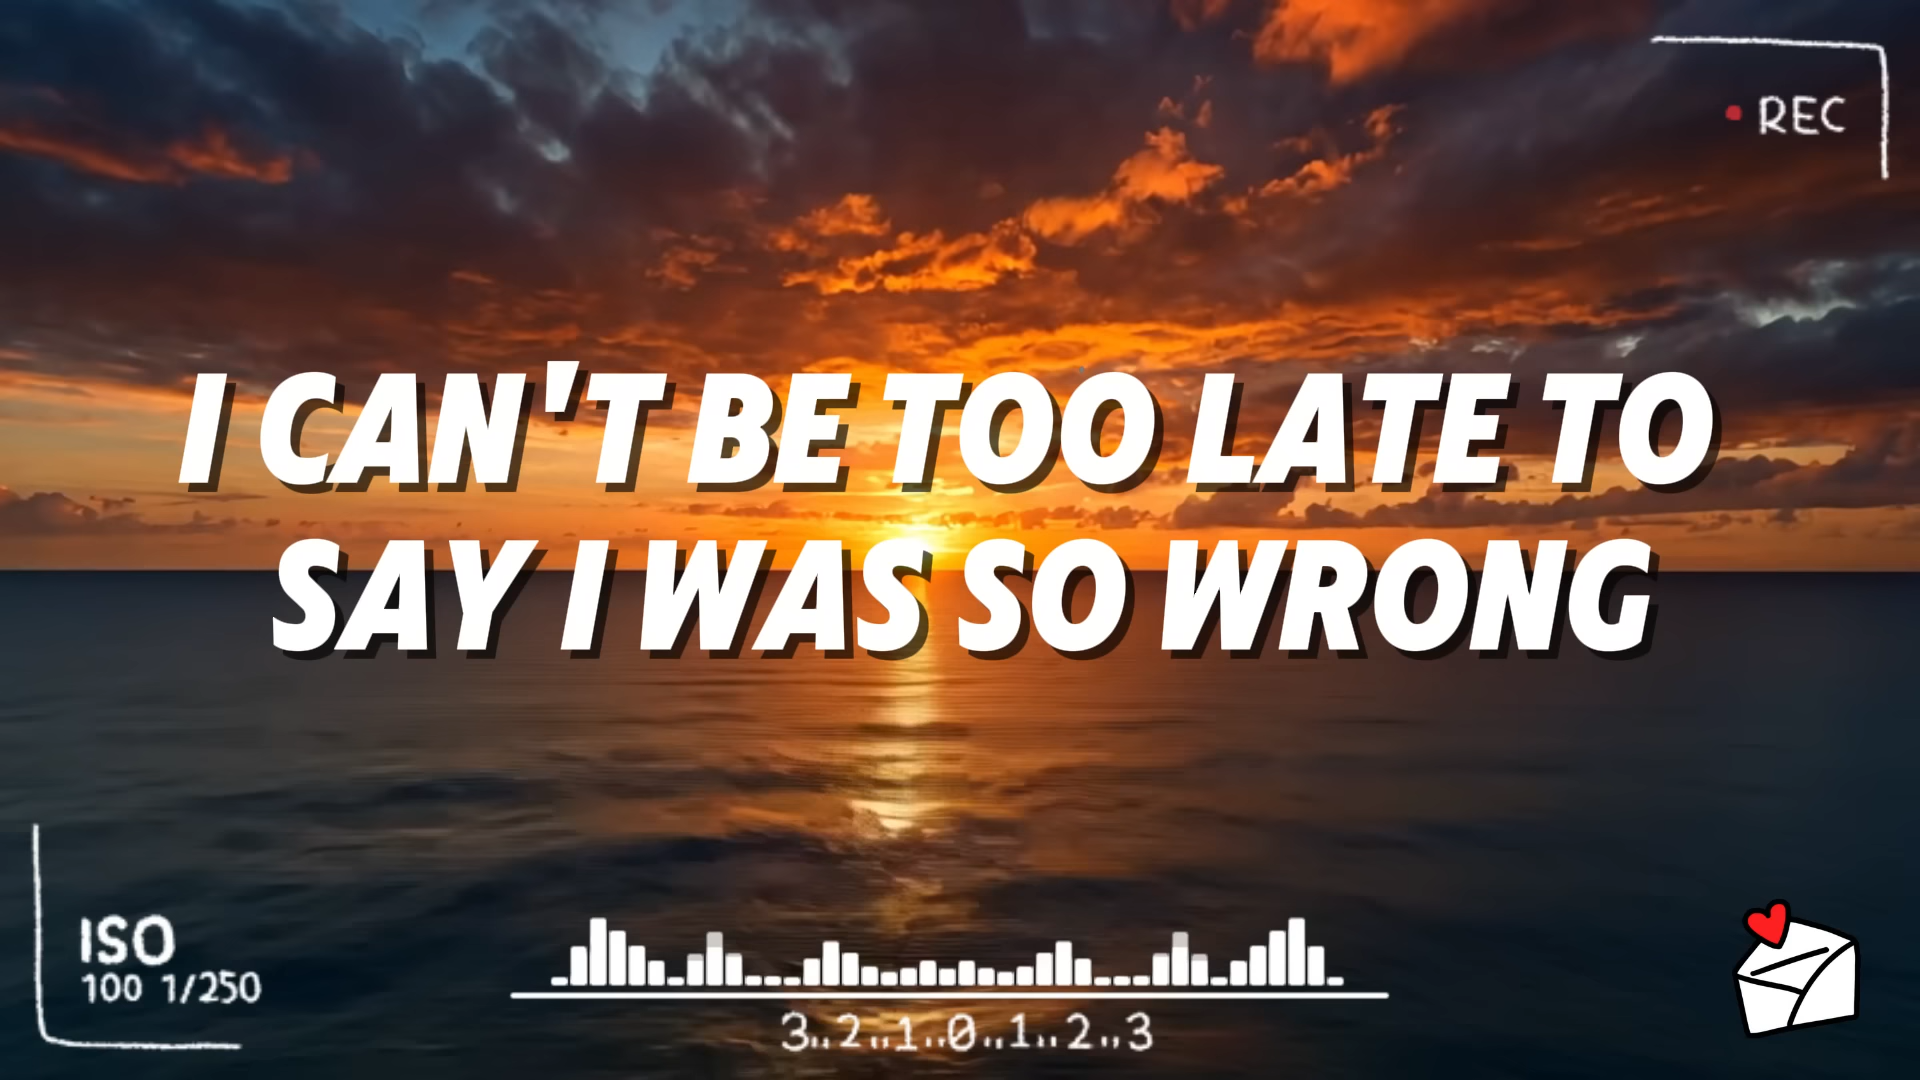 REC
I CAN'T BE TOO LATE TO
SAY I WAS SO WRONG
ISO
100 1/250
3..2..1..0..1..2..3